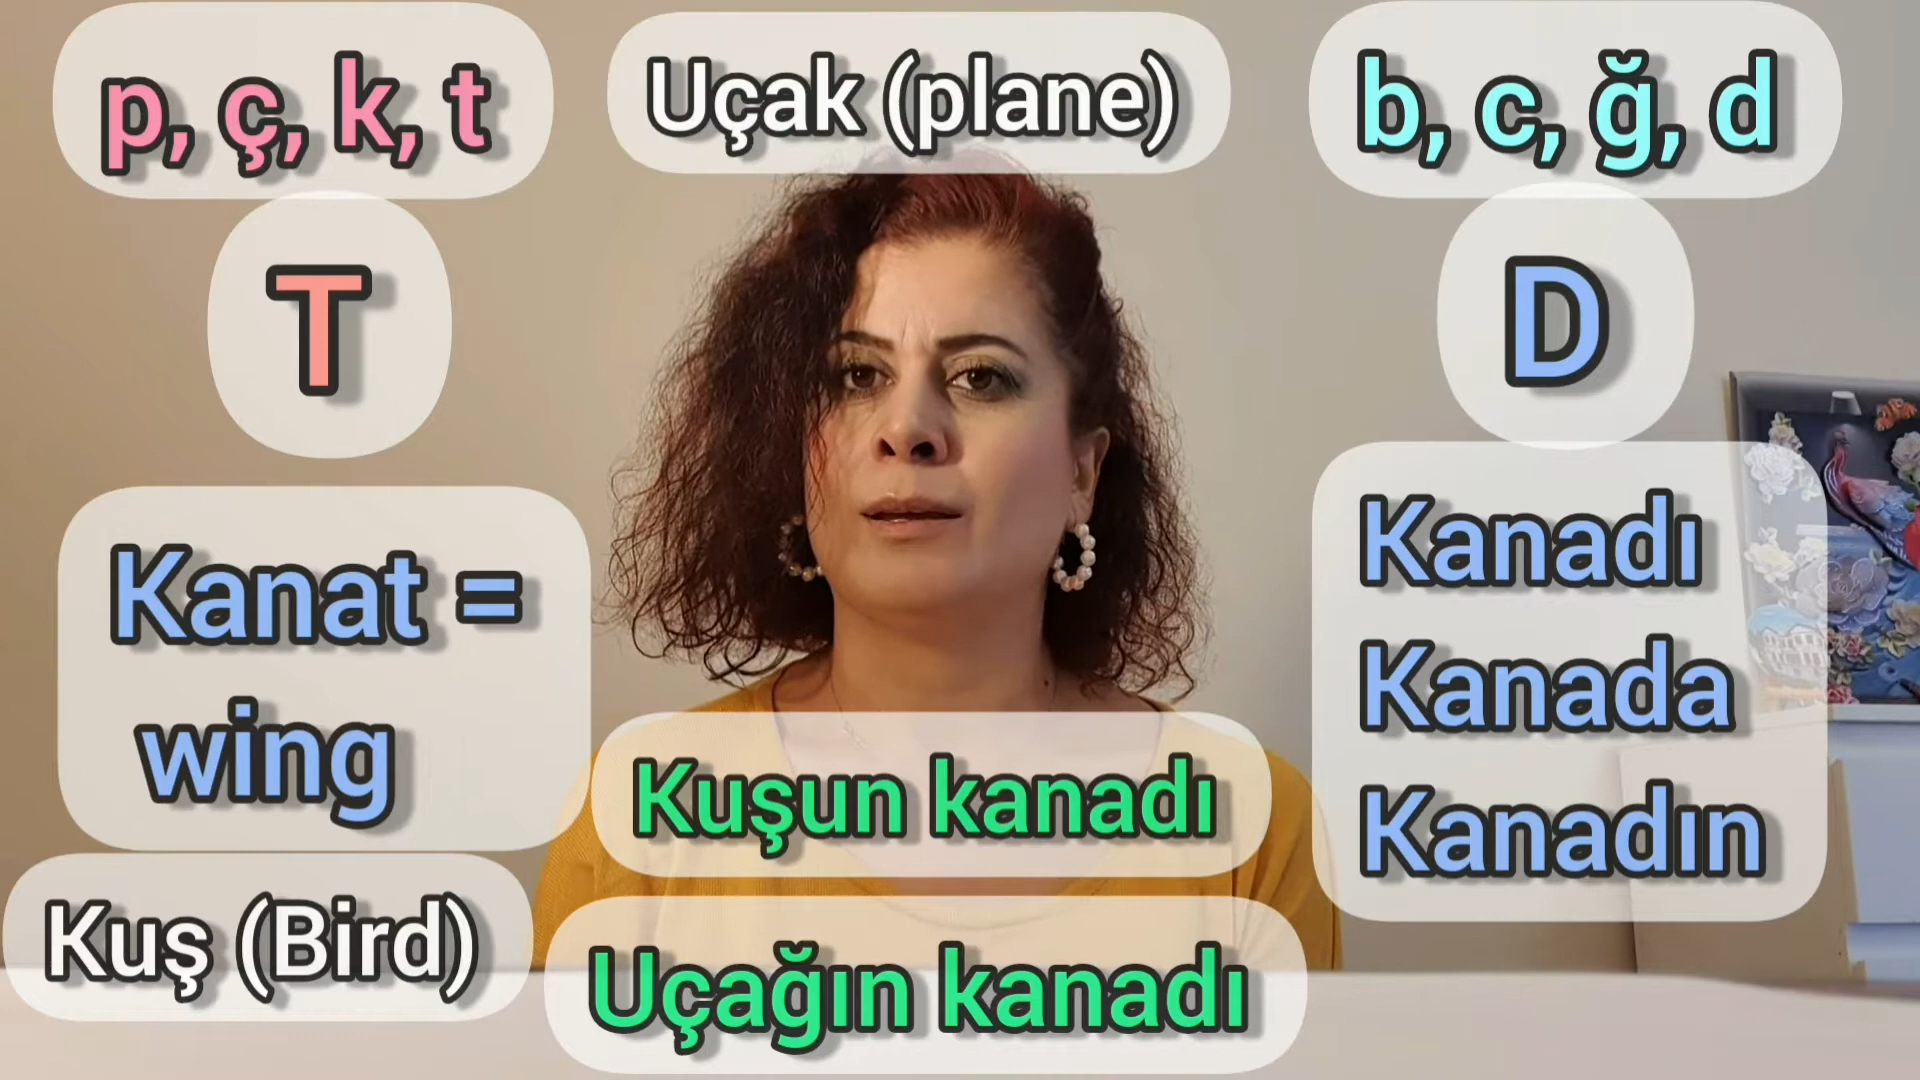 p, ç, k, t
Uçak (plane)
b, c, ğ, d
T
D
Kanat =
wing
Kanadı
Kanada
Kanadın
Kuşun kanadı
Kuş (Bird)
Uçağın kanadı